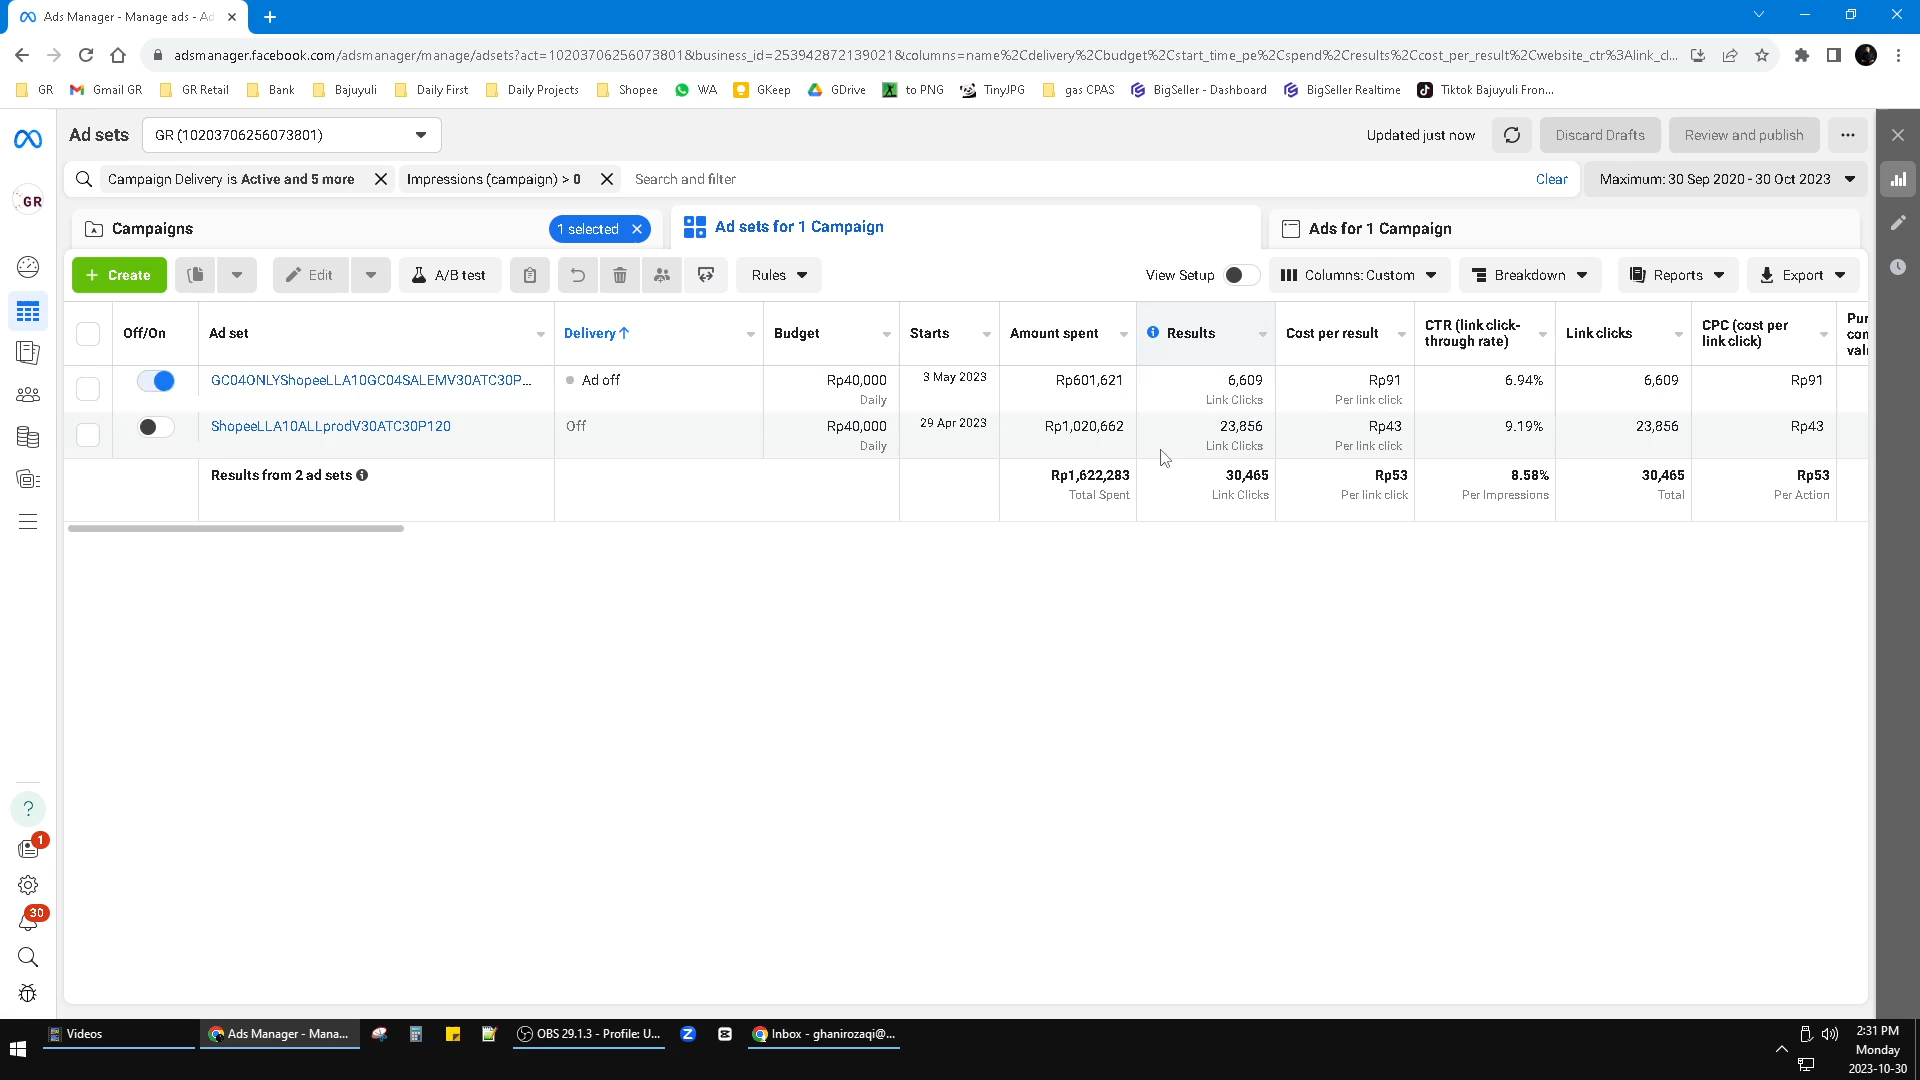 Ads Manager - Manage ads - Ad
adsmanager.facebook.com/adsmanager/manage/adsets?act=10203706256073801&business_id=253942872139021&columns=name%2Cdelivery%2Cbudget%2Cstart_time_pe%2Cspend%2Cresults%2Ccost_per_result%2Cwebsite_ctr%3Alink_cl...
GR Gmail GR GR Retail Bank Bajuyuli Daily First Daily Projects Shopee WA GKeep GDrive to PNG TinyJPG gas CPAS BigSeller - Dashboard BigSeller Realtime Tiktok Bajuyuli Fron...
Ad sets GR (10203706256073801) Updated just now Discard Drafts Review and publish
Campaign Delivery is Active and 5 more Impressions (campaign) > 0 Search and filter Clear Maximum: 30 Sep 2020 - 30 Oct 2023
GR
Campaigns 1 selected Ad sets for 1 Campaign Ads for 1 Campaign
+ Create Edit A/B test Rules View Setup Columns: Custom Breakdown Reports Export
Off/On Ad set Delivery↑ Budget Starts Amount spent Results Cost per result CTR (link click-through rate) Link clicks CPC (cost per link click) Pur
con
val
GC04ONLYShopeeLLA10GC04SALEMV30ATC30P... Ad off Rp40,000 3 May 2023 Rp601,621 6,609 Rp91 6.94% 6,609 Rp91
Daily Link Clicks Per link click
ShopeeLLA10ALLprodV30ATC30P120 Off Rp40,000 29 Apr 2023 Rp1,020,662 23,856 Rp43 9.19% 23,856 Rp43
Daily Link Clicks Per link click
Results from 2 ad sets Rp1,622,283 30,465 Rp53 8.58% 30,465 Rp53
Total Spent Link Clicks Per link click Per Impressions Total Per Action
?
1
30
Videos Ads Manager - Mana... OBS 29.1.3 - Profile: U... Inbox - ghanirozaqi@...
2:31 PM
Monday
2023-10-30